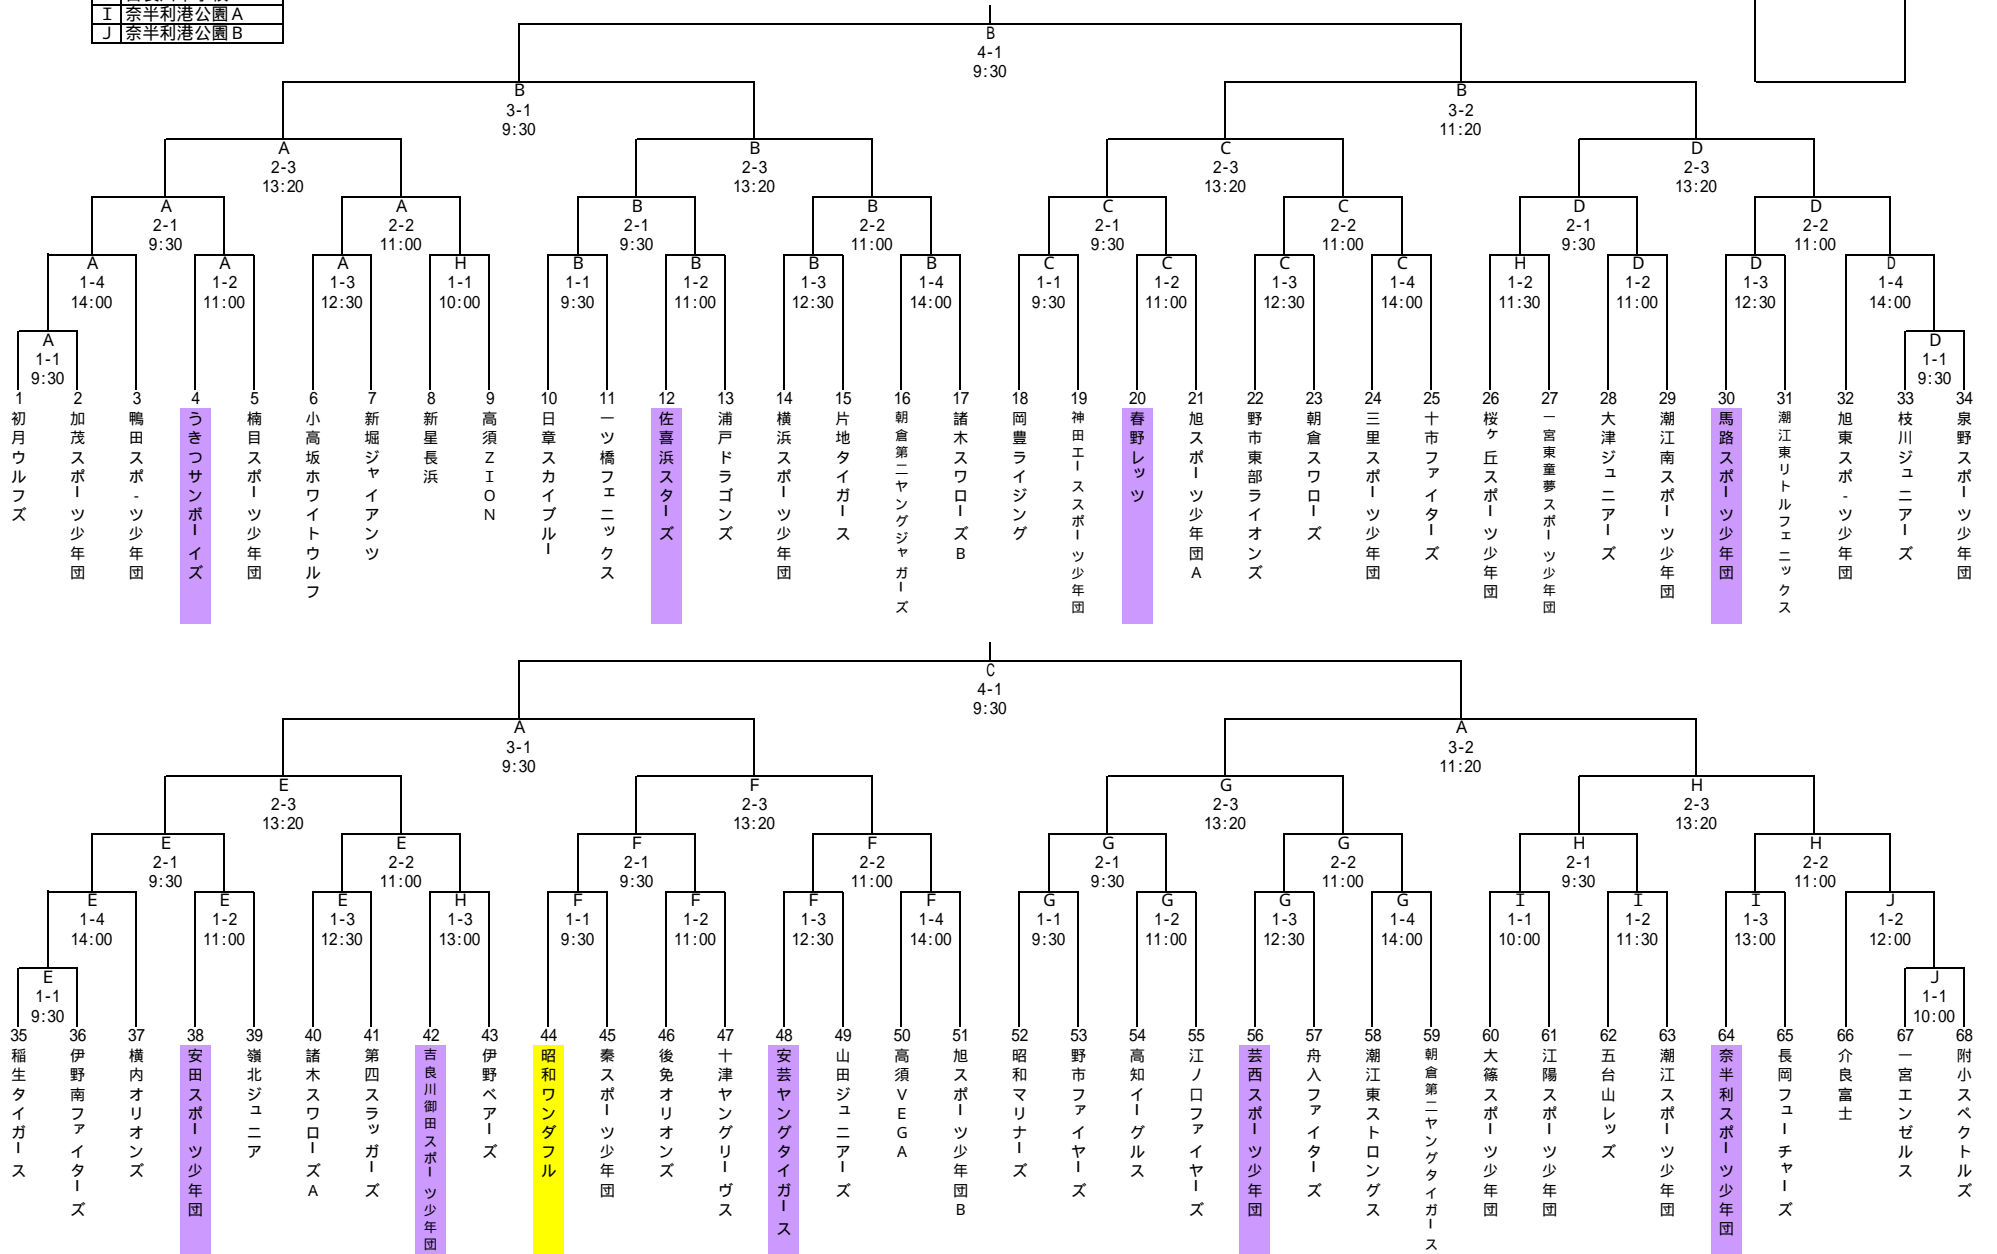 I 奈半利港公園A
J 奈半利港公園B
B
4-1
9:30
B
3-1
9:30
B
3-2
11:20
A
2-3
13:20
B
2-3
13:20
C
2-3
13:20
D
2-3
13:20
A
2-1
9:30
A
2-2
11:00
B
2-1
9:30
B
2-2
11:00
C
2-1
9:30
C
2-2
11:00
D
2-1
9:30
D
2-2
11:00
A
1-4
14:00
A
1-2
11:00
A
1-3
12:30
H
1-1
10:00
B
1-1
9:30
B
1-2
11:00
B
1-3
12:30
B
1-4
14:00
C
1-1
9:30
C
1-2
11:00
C
1-3
12:30
C
1-4
14:00
H
1-2
11:30
D
1-2
11:00
D
1-3
12:30
D
1-4
14:00
A
1-1
9:30
D
1-1
9:30
1 初月ウルフズ
2 加茂スポーツ少年団
3 鴨田スポ-ツ少年団
4 うきつサンボーイズ
5 楠目スポーツ少年団
6 小高坂ホワイトウルフ
7 新堀ジャイアンツ
8 新星長浜
9 高須ZION
10 日章スカイブルー
11 一ツ橋フェニックス
12 佐喜浜スターズ
13 浦戸ドラゴンズ
14 横浜スポーツ少年団
15 片地タイガース
16 朝倉第二ヤングジャガーズ
17 諸木スワローズB
18 岡豊ライジング
19 神田エーススポーツ少年団
20 春野レッツ
21 旭スポーツ少年団A
22 野市東部ライオンズ
23 朝倉スワローズ
24 三里スポーツ少年団
25 十市ファイターズ
26 桜ヶ丘スポーツ少年団
27 一宮東童夢スポーツ少年団
28 大津ジュニアーズ
29 潮江南スポーツ少年団
30 馬路スポーツ少年団
31 潮江東リトルフェニックス
32 旭東スポ-ツ少年団
33 枝川ジュニアーズ
34 泉野スポーツ少年団
C
4-1
9:30
A
3-1
9:30
A
3-2
11:20
E
2-3
13:20
F
2-3
13:20
G
2-3
13:20
H
2-3
13:20
E
2-1
9:30
E
2-2
11:00
F
2-1
9:30
F
2-2
11:00
G
2-1
9:30
G
2-2
11:00
H
2-1
9:30
H
2-2
11:00
E
1-4
14:00
E
1-2
11:00
E
1-3
12:30
H
1-3
13:00
F
1-1
9:30
F
1-2
11:00
F
1-3
12:30
F
1-4
14:00
G
1-1
9:30
G
1-2
11:00
G
1-3
12:30
G
1-4
14:00
I
1-1
10:00
I
1-2
11:30
I
1-3
13:00
J
1-2
12:00
E
1-1
9:30
J
1-1
10:00
35 稲生タイガース
36 伊野南ファイターズ
37 横内オリオンズ
38 安田スポーツ少年団
39 嶺北ジュニア
40 諸木スワローズA
41 第四スラッガーズ
42 吉良川御田スポーツ少年団
43 伊野ベアーズ
44 昭和ワンダフル
45 秦スポーツ少年団
46 後免オリオンズ
47 十津ヤングリーヴス
48 安芸ヤングタイガース
49 山田ジュニアーズ
50 高須VEGA
51 旭スポーツ少年団B
52 昭和マリナーズ
53 野市ファイヤーズ
54 高知イーグルス
55 江ノ口ファイヤーズ
56 芸西スポーツ少年団
57 舟入ファイターズ
58 潮江東ストロングス
59 朝倉第二ヤングタイガース
60 大篠スポーツ少年団
61 江陽スポーツ少年団
62 五台山レッズ
63 潮江スポーツ少年団
64 奈半利スポーツ少年団
65 長岡フューチャーズ
66 介良富士
67 一宮エンゼルス
68 附小スペクトルズ